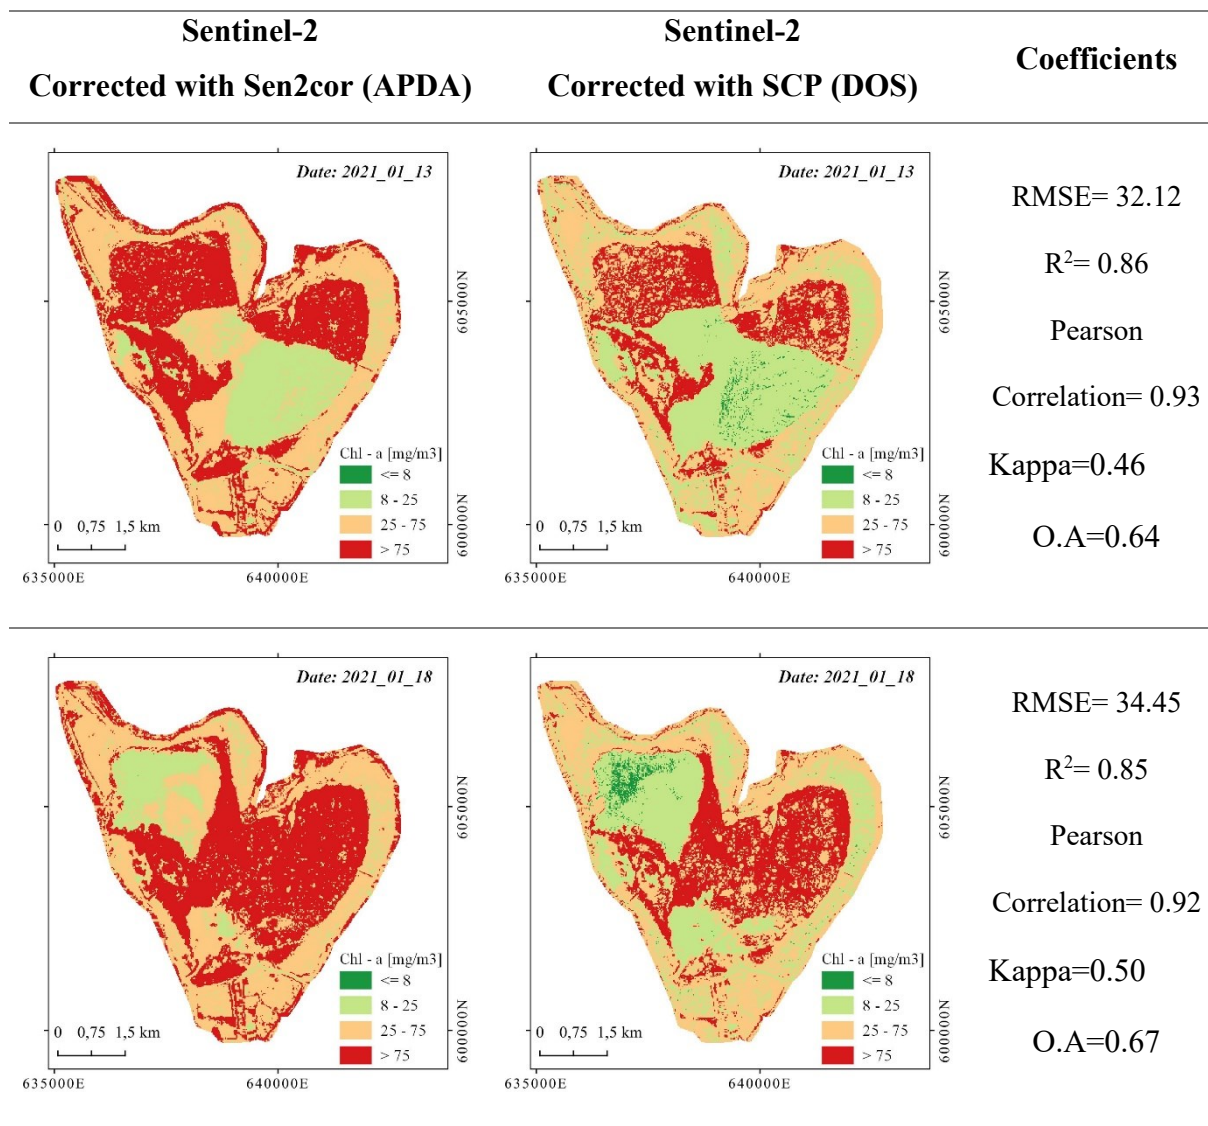 Sentinel-2
Corrected with Sen2cor (APDA)
Sentinel-2
Corrected with SCP (DOS)
Coefficients
Date: 2021_01_13
605000N
600000N
Chl - a [mg/m3]
<= 8
8 - 25
25 - 75
> 75
0 0,75 1,5 km
635000E 640000E
Date: 2021_01_13
605000N
600000N
Chl - a [mg/m3]
<= 8
8 - 25
25 - 75
> 75
0 0,75 1,5 km
635000E 640000E
RMSE= 32.12
R²= 0.86
Pearson
Correlation= 0.93
Kappa=0.46
O.A=0.64
Date: 2021_01_18
605000N
600000N
Chl - a [mg/m3]
<= 8
8 - 25
25 - 75
> 75
0 0,75 1,5 km
635000E 640000E
Date: 2021_01_18
605000N
600000N
Chl - a [mg/m3]
<= 8
8 - 25
25 - 75
> 75
0 0,75 1,5 km
635000E 640000E
RMSE= 34.45
R²= 0.85
Pearson
Correlation= 0.92
Kappa=0.50
O.A=0.67